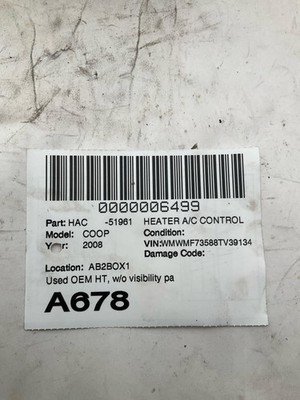 0000006499
Part: HAC -51961 HEATER A/C CONTROL
Model: COOP Condition:
Year: 2008 VIN:WMWMF73588TV39134
Damage Code:
Location: AB2BOX1
Used OEM HT, w/o visibility pa
A678